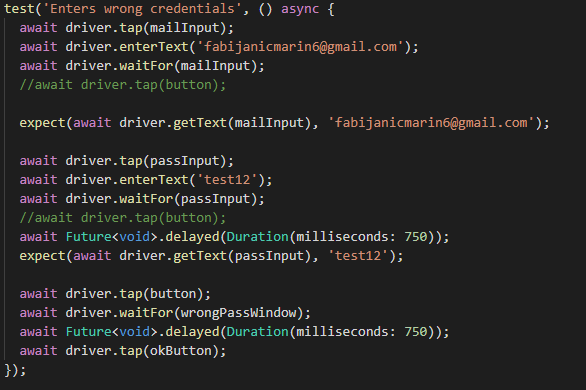 test('Enters wrong credentials', () async {
await driver.tap(mailInput);
await driver.enterText('fabijanicmarin6@gmail.com');
await driver.waitFor(mailInput);
//await driver.tap(button);
expect(await driver.getText(mailInput), 'fabijanicmarin6@gmail.com');
await driver.tap(passInput);
await driver.enterText('test12');
await driver.waitFor(passInput);
//await driver.tap(button);
await Future<void>.delayed(Duration(milliseconds: 750));
expect(await driver.getText(passInput), 'test12');
await driver.tap(button);
await driver.waitFor(wrongPassWindow);
await Future<void>.delayed(Duration(milliseconds: 750));
await driver.tap(okButton);
});